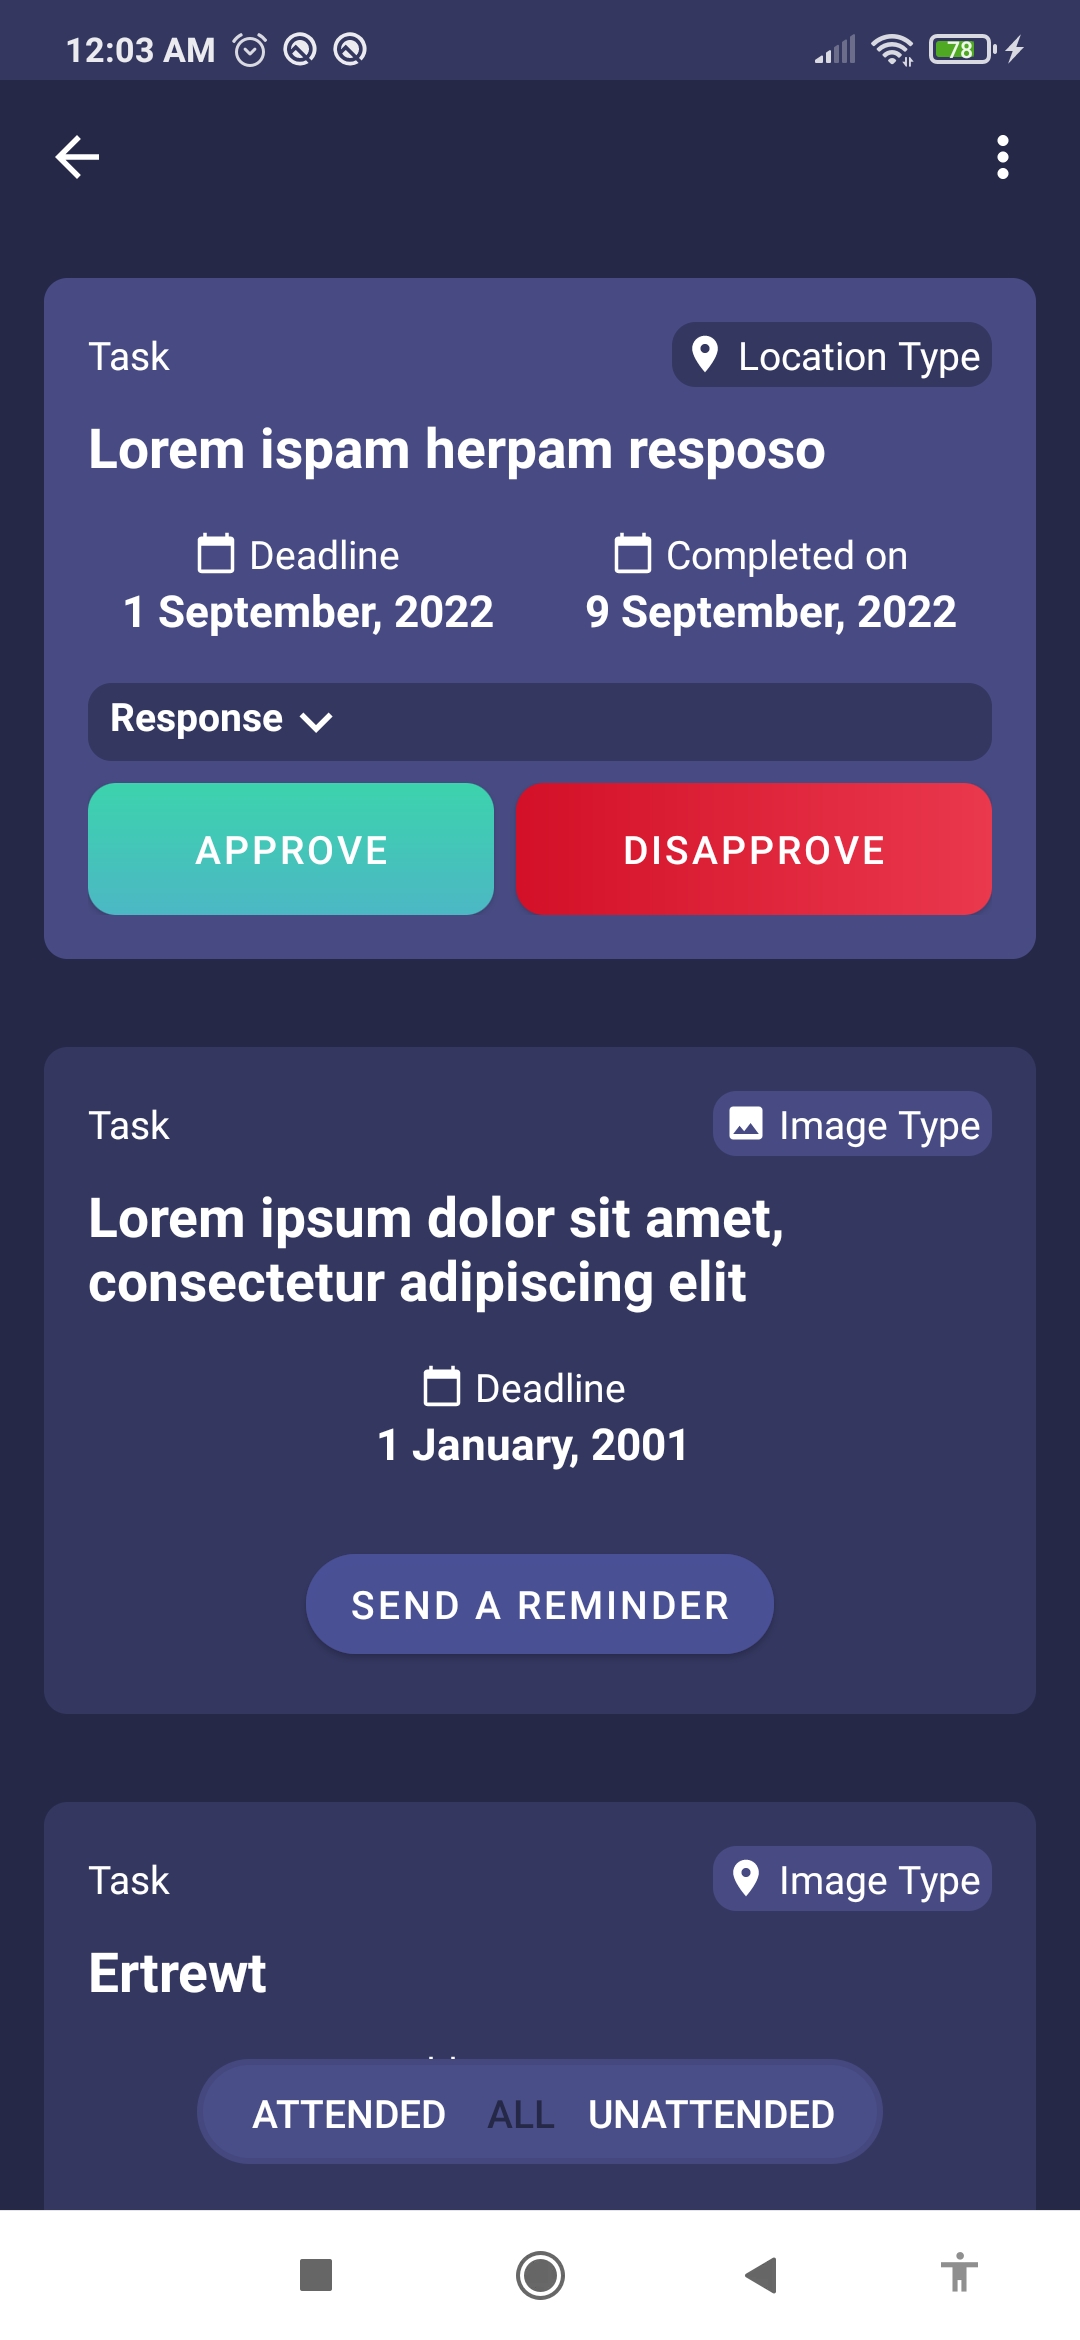 12:03 AM
78
Task
Location Type
Lorem ispam herpam resposo
Deadline
Completed on
1 September, 2022
9 September, 2022
Response
APPROVE
DISAPPROVE
Task
Image Type
Lorem ipsum dolor sit amet,
consectetur adipiscing elit
Deadline
1 January, 2001
SEND A REMINDER
Task
Image Type
Ertrewt
ATTENDED ALL UNATTENDED